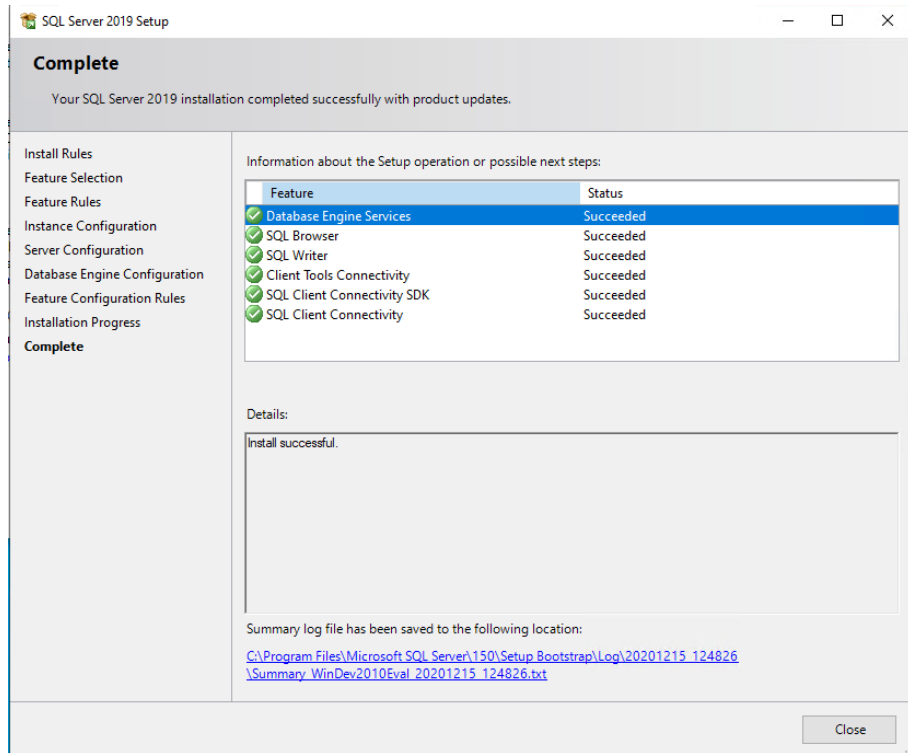 SQL Server 2019 Setup
Complete
Your SQL Server 2019 installation completed successfully with product updates.
Install Rules
Feature Selection
Feature Rules
Instance Configuration
Server Configuration
Database Engine Configuration
Feature Configuration Rules
Installation Progress
Complete
Information about the Setup operation or possible next steps:
Feature Status
Database Engine Services Succeeded
SQL Browser Succeeded
SQL Writer Succeeded
Client Tools Connectivity Succeeded
SQL Client Connectivity SDK Succeeded
SQL Client Connectivity Succeeded
Details:
Install successful.
Summary log file has been saved to the following location:
C:\Program Files\Microsoft SQL Server\150\Setup Bootstrap\Log\20201215_124826
\Summary_WinDev2010Eval_20201215_124826.txt
Close